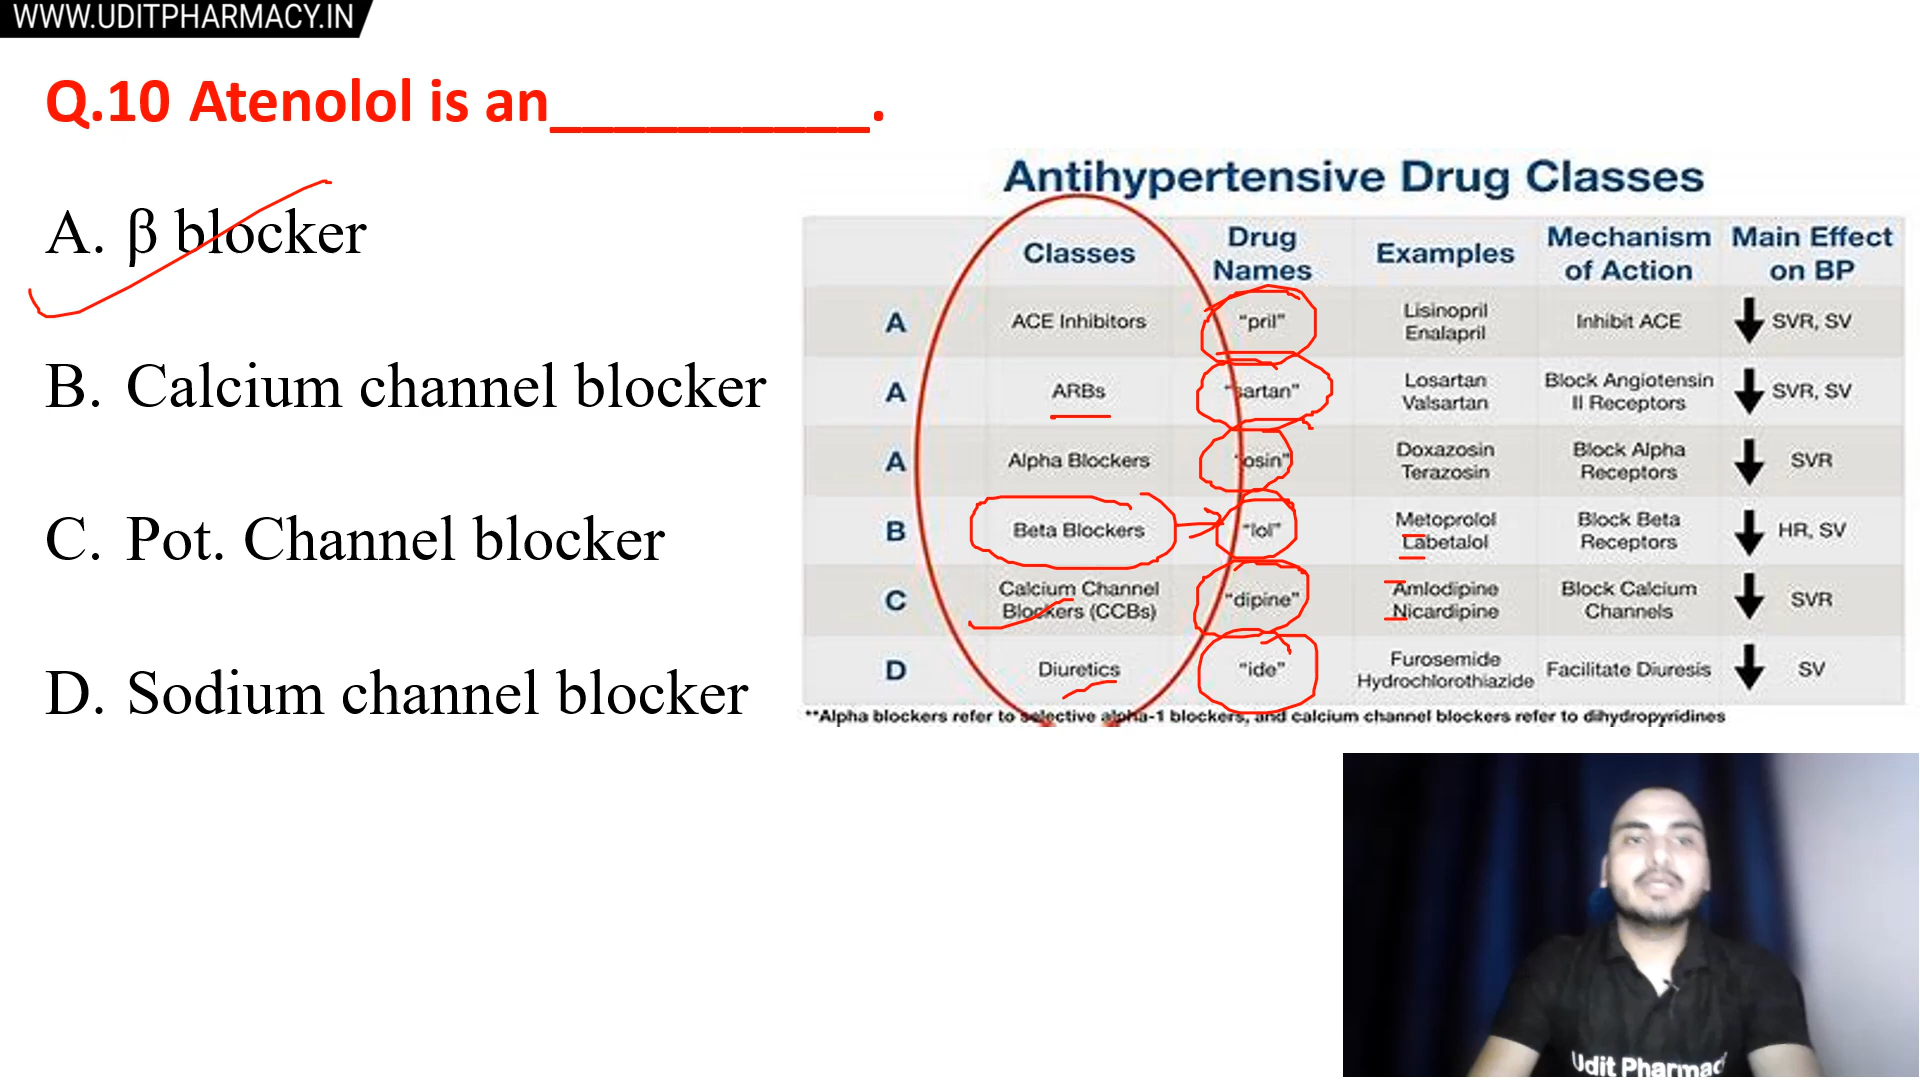 WWW.UDITPHARMACY.IN
Q.10 Atenolol is an__________.
A. β blocker
B. Calcium channel blocker
C. Pot. Channel blocker
D. Sodium channel blocker
Antihypertensive Drug Classes
Classes Drug Names Examples Mechanism of Action Main Effect on BP
A ACE Inhibitors "pril" Lisinopril Enalapril Inhibit ACE SVR, SV
A ARBs "sartan" Losartan Valsartan Block Angiotensin II Receptors SVR, SV
A Alpha Blockers "osin" Doxazosin Terazosin Block Alpha Receptors SVR
B Beta Blockers "lol" Metoprolol Labetalol Block Beta Receptors HR, SV
C Calcium Channel Blockers (CCBs) "dipine" Amlodipine Nicardipine Block Calcium Channels SVR
D Diuretics "ide" Furosemide Hydrochlorothiazide Facilitate Diuresis SV
**Alpha blockers refer to selective alpha-1 blockers, and calcium channel blockers refer to dihydropyridines
Udit Pharmac